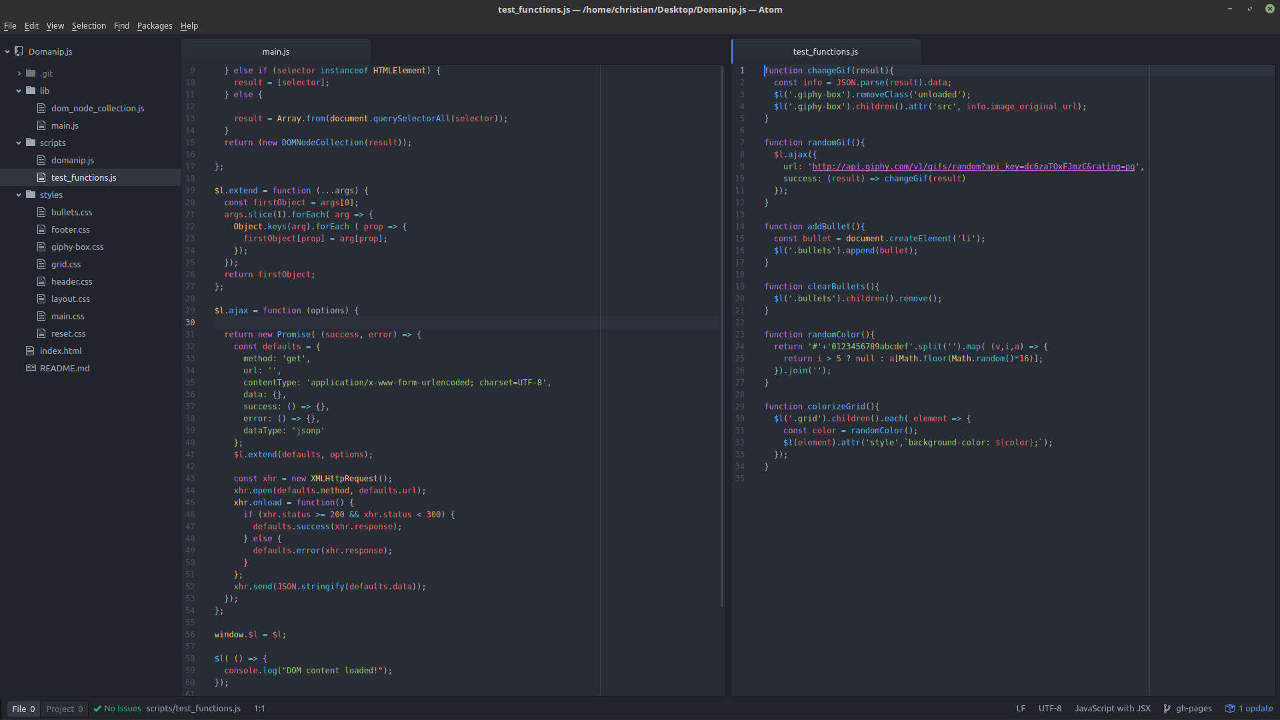 test_functions.js — /home/christian/Desktop/Domanip.js — Atom
File Edit View Selection Find Packages Help
Domanip.js
.git
lib
dom_node_collection.js
main.js
scripts
domanip.js
test_functions.js
styles
bullets.css
footer.css
giphy-box.css
grid.css
header.css
layout.css
main.css
reset.css
index.html
README.md
main.js
9 } else if (selector instanceof HTMLElement) {
10 result = [selector];
11 } else {
12
13 result = Array.from(document.querySelectorAll(selector));
14 }
15 return (new DOMNodeCollection(result));
16
17 };
18
19 $l.extend = function (...args) {
20 const firstObject = args[0];
21 args.slice(1).forEach( arg => {
22 Object.keys(arg).forEach ( prop => {
23 firstObject[prop] = arg[prop];
24 });
25 });
26 return firstObject;
27 };
28
29 $l.ajax = function (options) {
30
31 return new Promise( (success, error) => {
32 const defaults = {
33 method: 'get',
34 url: '',
35 contentType: 'application/x-www-form-urlencoded; charset=UTF-8',
36 data: {},
37 success: () => {},
38 error: () => {},
39 dataType: 'jsonp'
40 };
41 $l.extend(defaults, options);
42
43 const xhr = new XMLHttpRequest();
44 xhr.open(defaults.method, defaults.url);
45 xhr.onload = function() {
46 if (xhr.status >= 200 && xhr.status < 300) {
47 defaults.success(xhr.response);
48 } else {
49 defaults.error(xhr.response);
50 }
51 };
52 xhr.send(JSON.stringify(defaults.data));
53 });
54 };
55
56 window.$l = $l;
57
58 $l( () => {
59 console.log("DOM content loaded!");
60 });
61
test_functions.js
1 function changeGif(result){
2 const info = JSON.parse(result).data;
3 $l('.giphy-box').removeClass('unloaded');
4 $l('.giphy-box').children().attr('src', info.image_original_url);
5 }
6
7 function randomGif(){
8 $l.ajax({
9 url: 'http://api.giphy.com/v1/gifs/random?api_key=dc6zaTOxFJmzC&rating=pg',
10 success: (result) => changeGif(result)
11 });
12 }
13
14 function addBullet(){
15 const bullet = document.createElement('li');
16 $l('.bullets').append(bullet);
17 }
18
19 function clearBullets(){
20 $l('.bullets').children().remove();
21 }
22
23 function randomColor(){
24 return '#'+'0123456789abcdef'.split('').map( (v,i,a) => {
25 return i > 5 ? null : a[Math.floor(Math.random()*16)];
26 }).join('');
27 }
28
29 function colorizeGrid(){
30 $l('.grid').children().each( element => {
31 const color = randomColor();
32 $l(element).attr('style',`background-color: ${color};`);
33 });
34 }
35
File 0 Project 0 No Issues scripts/test_functions.js 1:1 LF UTF-8 JavaScript with JSX gh-pages 1 update